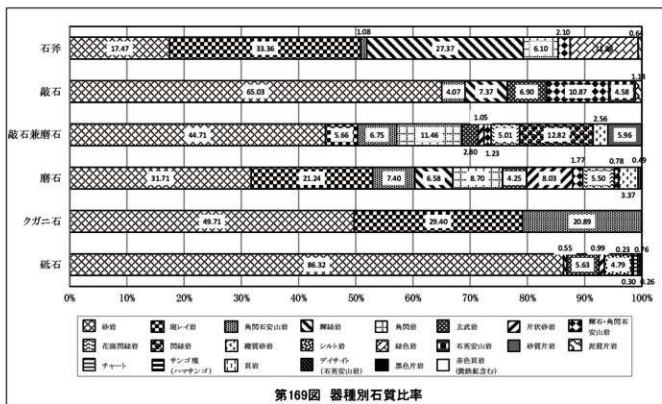 1.08 2.10 0.64
石斧 17.47 33.36 27.37 6.10
1.18
敲石 65.03 4.07 7.37 6.90 10.87 4.58
1.05 2.56
敲石兼磨石 44.71 5.66 6.75 11.46 5.01 12.82 5.96
2.80 1.23 1.77 0.78 0.49
磨石 31.71 21.24 7.40 6.58 8.70 4.25 8.03 5.50
3.37
クガニ石 49.71 29.40 20.89
0.55 0.99 0.23 0.76
砥石 86.32 5.63 4.79
0.30 0.26
0% 10% 20% 30% 40% 50% 60% 70% 80% 90% 100%
砂岩 斑レイ岩 角閃石安山岩 輝緑岩 角閃岩 玄武岩 片状砂岩 輝石・角閃石
安山岩
花崗閃緑岩 閃緑岩 礫質砂岩 シルト岩 緑色岩 石英安山岩 砂質片岩 泥質片岩
チャート サンゴ塊
(ハマサンゴ) 頁岩 デイサイト
(石英安山岩) 黒色片岩 赤色頁岩
(黄鉄鉱含む)
第169図 器種別石質比率